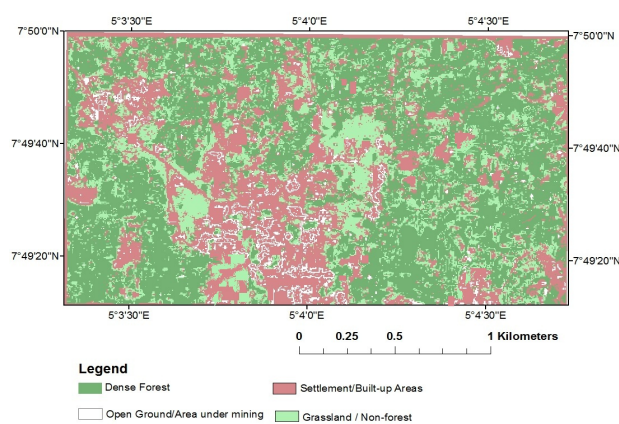 5°3'30"E 5°4'0"E 5°4'30"E
7°50'0"N 7°50'0"N
7°49'40"N 7°49'40"N
7°49'20"N 7°49'20"N
5°3'30"E 5°4'0"E 5°4'30"E
0 0.25 0.5 1 Kilometers
Legend
Dense Forest Settlement/Built-up Areas
Open Ground/Area under mining Grassland / Non-forest